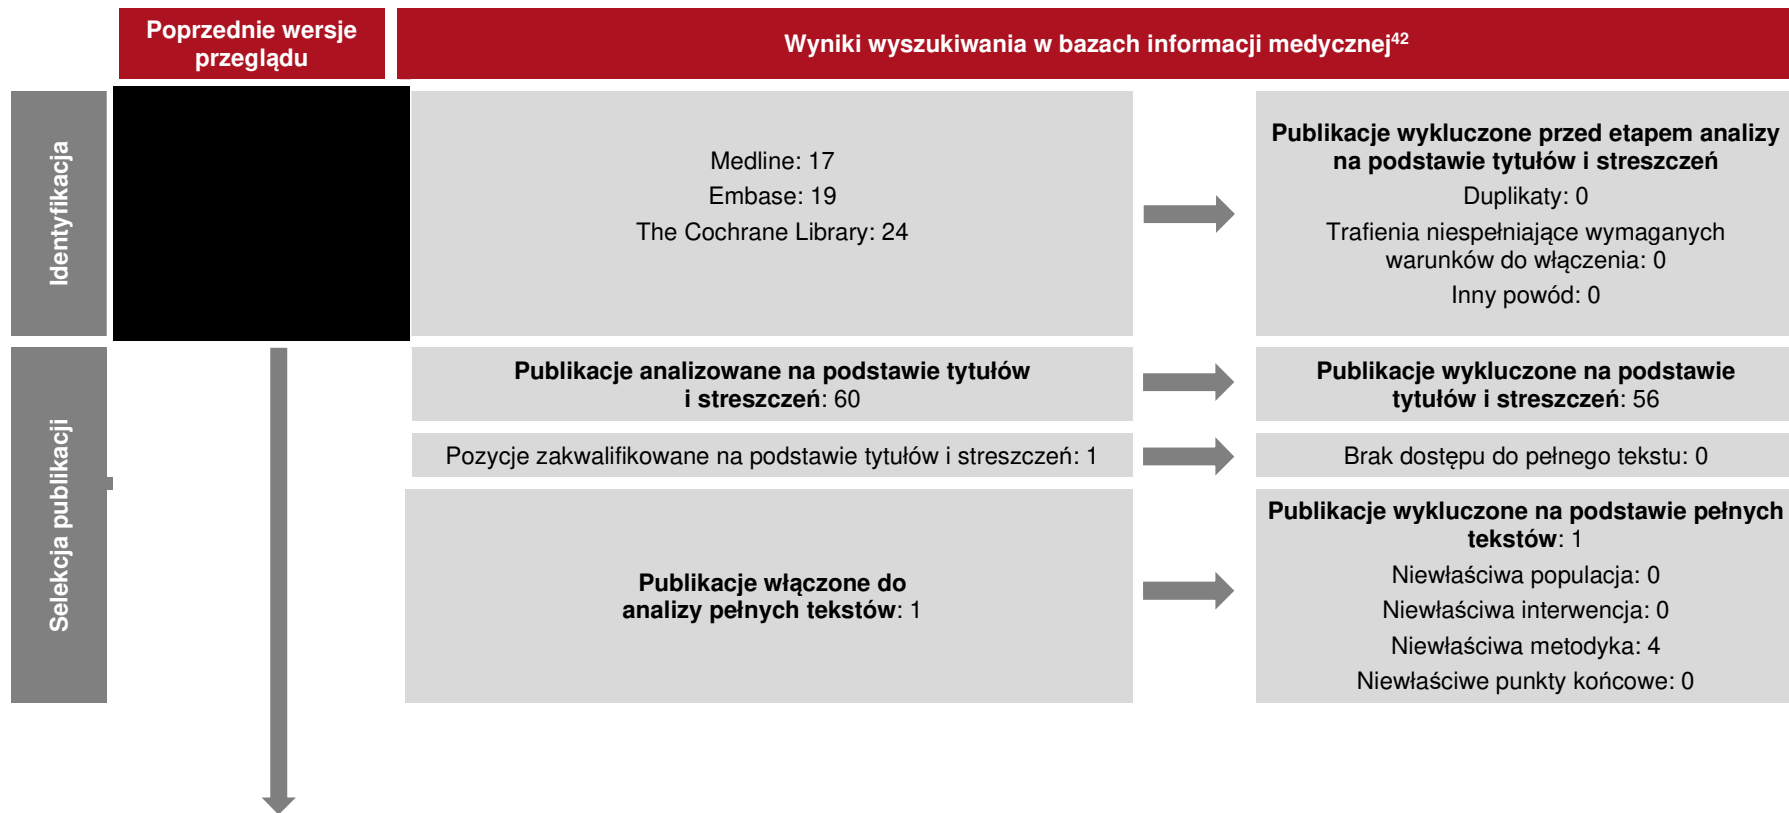 Poprzednie wersje
przeglądu
Wyniki wyszukiwania w bazach informacji medycznej⁴²
Identyfikacja
Medline: 17
Embase: 19
The Cochrane Library: 24
Publikacje wykluczone przed etapem analizy
na podstawie tytułów i streszczeń
Duplikaty: 0
Trafienia niespełniające wymaganych
warunków do włączenia: 0
Inny powód: 0
Selekcja publikacji
Publikacje analizowane na podstawie tytułów
i streszczeń: 60
Publikacje wykluczone na podstawie
tytułów i streszczeń: 56
Pozycje zakwalifikowane na podstawie tytułów i streszczeń: 1
Brak dostępu do pełnego tekstu: 0
Publikacje włączone do
analizy pełnych tekstów: 1
Publikacje wykluczone na podstawie pełnych
tekstów: 1
Niewłaściwa populacja: 0
Niewłaściwa interwencja: 0
Niewłaściwa metodyka: 4
Niewłaściwe punkty końcowe: 0